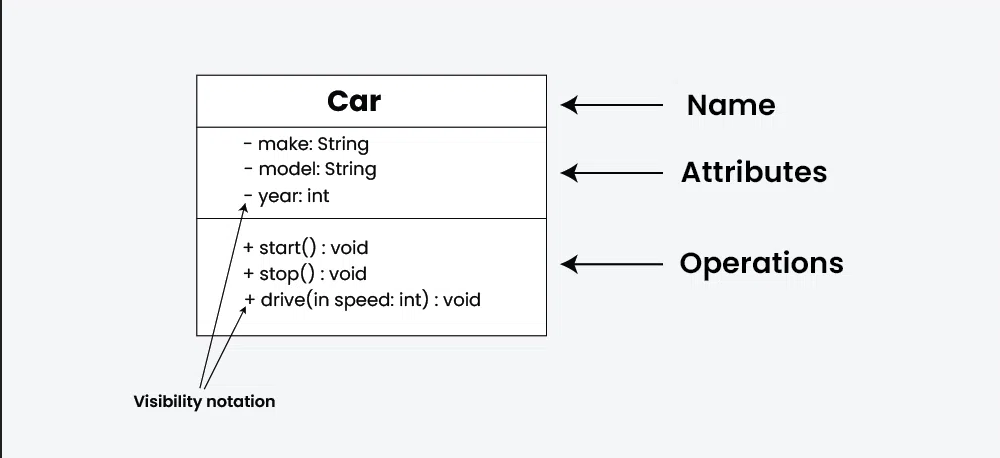 Car
Name
- make: String
- model: String
- year: int
Attributes
+ start() : void
+ stop() : void
+ drive(in speed: int) : void
Operations
Visibility notation